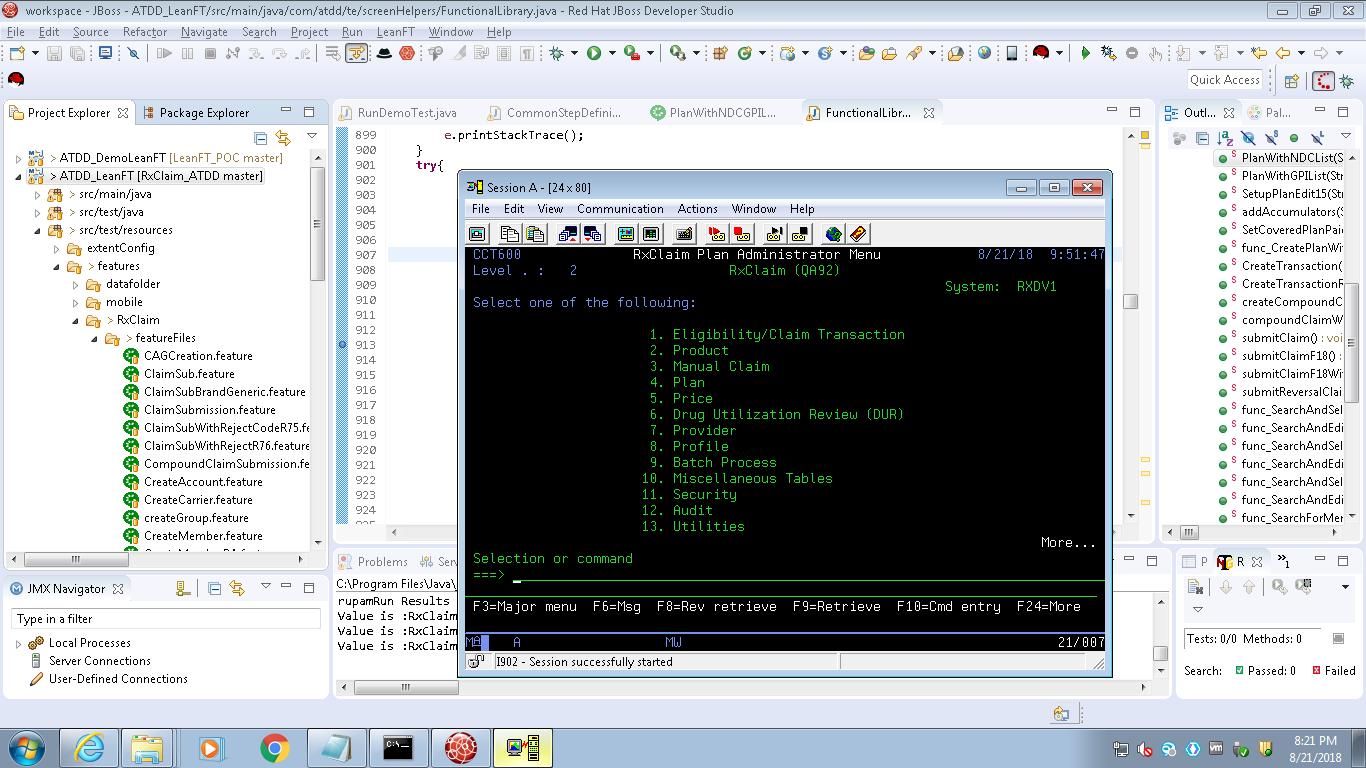 workspace - JBoss - ATDD_LeanFT/src/main/java/com/atdd/te/screenHelpers/FunctionalLibrary.java - Red Hat JBoss Developer Studio
File Edit Source Refactor Navigate Search Project Run LeanFT Window Help
Quick Access
Project Explorer
Package Explorer
> ATDD_DemoLeanFT [LeanFT_POC master]
> ATDD_LeanFT [RxClaim_ATDD master]
> src/main/java
> src/test/java
> src/test/resources
extentConfig
> features
datafolder
mobile
> RxClaim
> featureFiles
CAGCreation.feature
ClaimSub.feature
ClaimSubBrandGeneric.feature
ClaimSubmission.feature
ClaimSubWithRejectCodeR75.fe
ClaimSubWithRejectR76.feature
CompoundClaimSubmission.fe
CreateAccount.feature
CreateCarrier.feature
createGroup.feature
CreateMember.feature
JMX Navigator
Type in a filter
Local Processes
Server Connections
User-Defined Connections
RunDemoTest.java
CommonStepDefini...
PlanWithNDCGPIL...
FunctionalLibr...
899 e.printStackTrace();
900 }
901 try{
902
903
904
905
906
907
908
909
910
911
912
913
914
915
916
917
918
919
920
921
922
923
924
Session A - [24 x 80]
File Edit View Communication Actions Window Help
CCT600 RxClaim Plan Administrator Menu 8/21/18 9:51:47
Level . : 2 RxClaim (QA92)
System: RXDV1
Select one of the following:
1. Eligibility/Claim Transaction
2. Product
3. Manual Claim
4. Plan
5. Price
6. Drug Utilization Review (DUR)
7. Provider
8. Profile
9. Batch Process
10. Miscellaneous Tables
11. Security
12. Audit
13. Utilities
More...
Selection or command
===>
F3=Major menu F6=Msg F8=Rev retrieve F9=Retrieve F10=Cmd entry F24=More
MA A MW 21/007
I902 - Session successfully started
Problems
Serv
C:\Program Files\Java\
rupamRun Results
Value is :RxClaim
Value is :RxClaim
Value is :RxClaim
Outl...
Pal...
PlanWithNDCList(S
PlanWithGPIList(Str
SetupPlanEdit15(Str
addAccumulators(S
SetCoveredPlanPaid
func_CreatePlanWit
CreateTransaction(
CreateTransactionR
createCompoundC
compoundClaimW
submitClaim() : voi
submitClaimF18() :
submitClaimF18Wi
submitReversalClai
func_SearchAndSel
func_SearchAndEdi
func_SearchAndSel
func_SearchAndEdi
func_SearchAndSel
func_SearchAndEdi
func_SearchForMer
P
R
»1
Tests: 0/0 Methods: 0
Search: Passed: 0 Failed
8:21 PM
8/21/2018